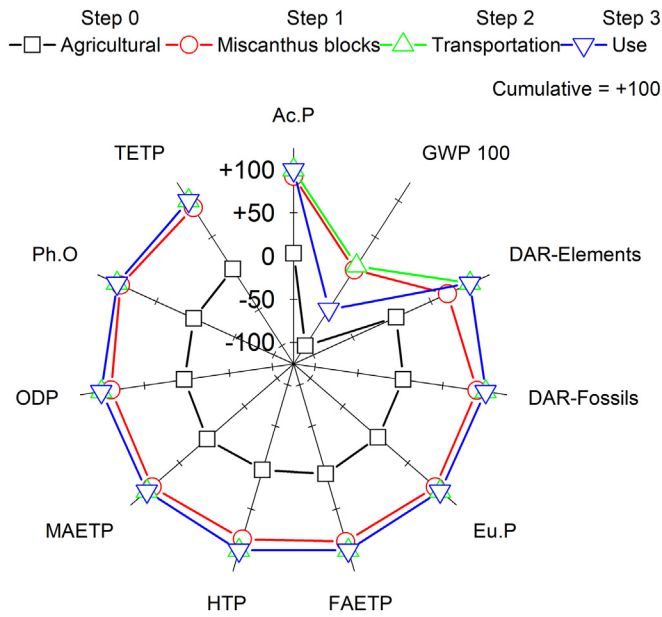 Step 0 Step 1 Step 2 Step 3
Agricultural Miscanthus blocks Transportation Use
Cumulative = +100
Ac.P
TETP GWP 100
+100
+50
Ph.O 0 DAR-Elements
-50
-100
ODP DAR-Fossils
MAETP Eu.P
HTP FAETP